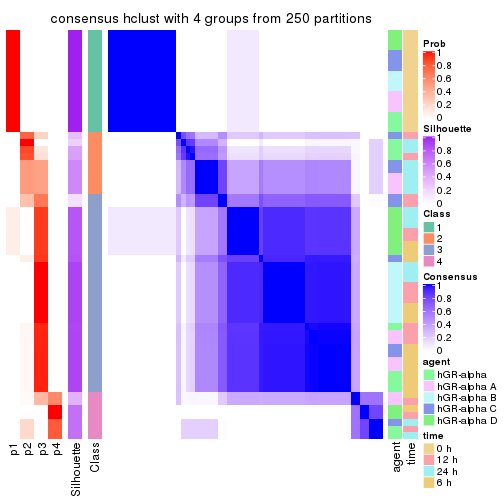 consensus hclust with 4 groups from 250 partitions
Prob
1
0.8
0.6
0.4
0.2
0
Silhouette
1
0.8
0.6
0.4
0.2
0
Class
1
2
3
4
Consensus
1
0.8
0.6
0.4
0.2
0
agent
hGR-alpha
hGR-alpha A
hGR-alpha B
hGR-alpha C
hGR-alpha D
time
0 h
12 h
24 h
6 h
p1
p2
p3
p4
Silhouette
Class
agent
time